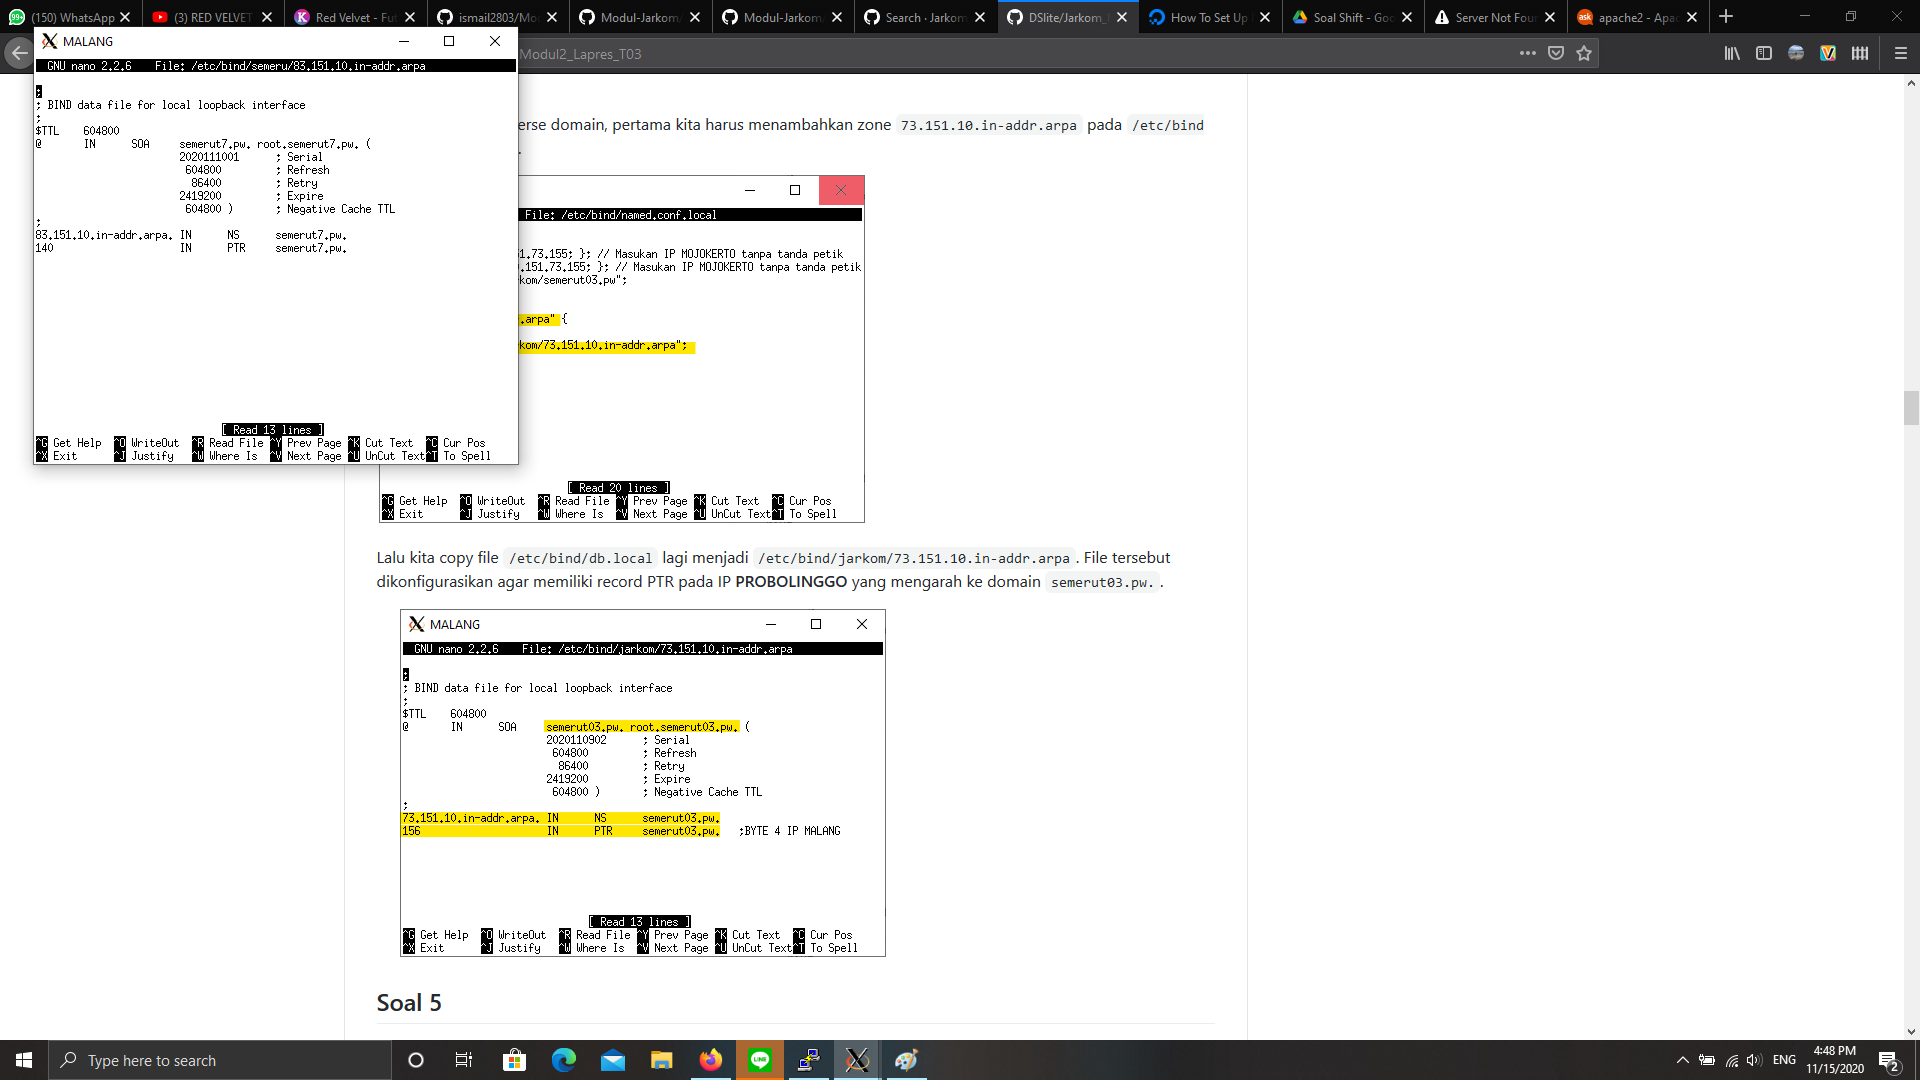 (150) WhatsApp
(3) RED VELVET
Red Velvet - Fu
ismail2803/Mo
Modul-Jarkom/
Modul-Jarkom/
Search · Jarkom
DSlite/Jarkom_
How To Set Up
Soal Shift - Goo
Server Not Foun
apache2 - Apac
Modul2_Lapres_T03
MALANG
GNU nano 2.2.6 File: /etc/bind/semeru/83.151.10.in-addr.arpa
;
; BIND data file for local loopback interface
;
$TTL 604800
@ IN SOA semerut7.pw. root.semerut7.pw. (
2020111001 ; Serial
604800 ; Refresh
86400 ; Retry
2419200 ; Expire
604800 ) ; Negative Cache TTL
;
83.151.10.in-addr.arpa. IN NS semerut7.pw.
140 IN PTR semerut7.pw.
[ Read 13 lines ]
^G Get Help ^O WriteOut ^R Read File ^Y Prev Page ^K Cut Text ^C Cur Pos
^X Exit ^J Justify ^W Where Is ^V Next Page ^U UnCut Text ^T To Spell
erse domain, pertama kita harus menambahkan zone 73.151.10.in-addr.arpa pada /etc/bind
.
File: /etc/bind/named.conf.local
1.73.155; }; // Masukan IP MOJOKERTO tanpa tanda petik
.151.73.155; }; // Masukan IP MOJOKERTO tanpa tanda petik
kom/semerut03.pw";
.arpa" {
kom/73.151.10.in-addr.arpa";
[ Read 20 lines ]
^G Get Help ^O WriteOut ^R Read File ^Y Prev Page ^K Cut Text ^C Cur Pos
^X Exit ^J Justify ^W Where Is ^V Next Page ^U UnCut Text ^T To Spell
Lalu kita copy file /etc/bind/db.local lagi menjadi /etc/bind/jarkom/73.151.10.in-addr.arpa . File tersebut
dikonfigurasikan agar memiliki record PTR pada IP PROBOLINGGO yang mengarah ke domain semerut03.pw. .
MALANG
GNU nano 2.2.6 File: /etc/bind/jarkom/73.151.10.in-addr.arpa
;
; BIND data file for local loopback interface
;
$TTL 604800
@ IN SOA semerut03.pw. root.semerut03.pw. (
2020110902 ; Serial
604800 ; Refresh
86400 ; Retry
2419200 ; Expire
604800 ) ; Negative Cache TTL
;
73.151.10.in-addr.arpa. IN NS semerut03.pw.
156 IN PTR semerut03.pw. ;BYTE 4 IP MALANG
[ Read 13 lines ]
^G Get Help ^O WriteOut ^R Read File ^Y Prev Page ^K Cut Text ^C Cur Pos
^X Exit ^J Justify ^W Where Is ^V Next Page ^U UnCut Text ^T To Spell
Soal 5
Type here to search
ENG
4:48 PM
11/15/2020
2